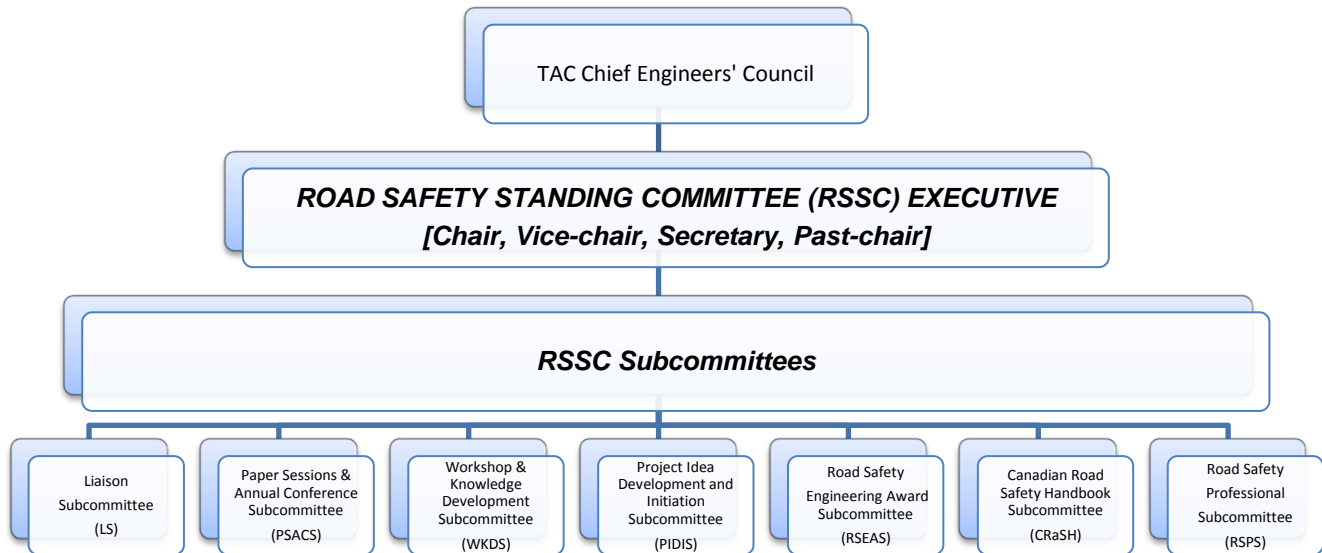 TAC Chief Engineers' Council
ROAD SAFETY STANDING COMMITTEE (RSSC) EXECUTIVE
[Chair, Vice-chair, Secretary, Past-chair]
RSSC Subcommittees
Liaison
Subcommittee
(LS)
Paper Sessions &
Annual Conference
Subcommittee
(PSACS)
Workshop &
Knowledge
Development
Subcommittee
(WKDS)
Project Idea
Development and
Initiation
Subcommittee
(PIDIS)
Road Safety
Engineering Award
Subcommittee
(RSEAS)
Canadian Road
Safety Handbook
Subcommittee
(CRaSH)
Road Safety
Professional
Subcommittee
(RSPS)